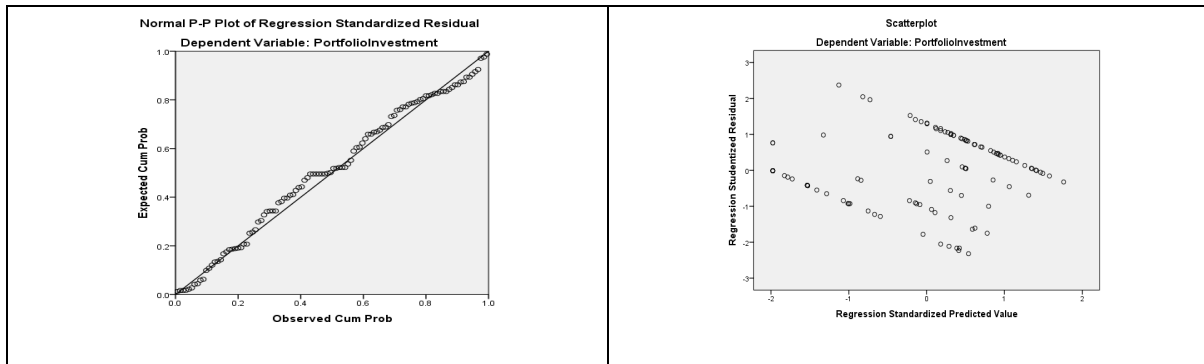 Normal P-P Plot of Regression Standardized Residual
Dependent Variable: PortfolioInvestment
1.0
0.8
0.6
0.4
0.2
0.0
0.0 0.2 0.4 0.6 0.8 1.0
Expected Cum Prob
Observed Cum Prob
Scatterplot
Dependent Variable: PortfolioInvestment
3
2
1
0
-1
-2
-3
-2 -1 0 1 2
Regression Studentized Residual
Regression Standardized Predicted Value